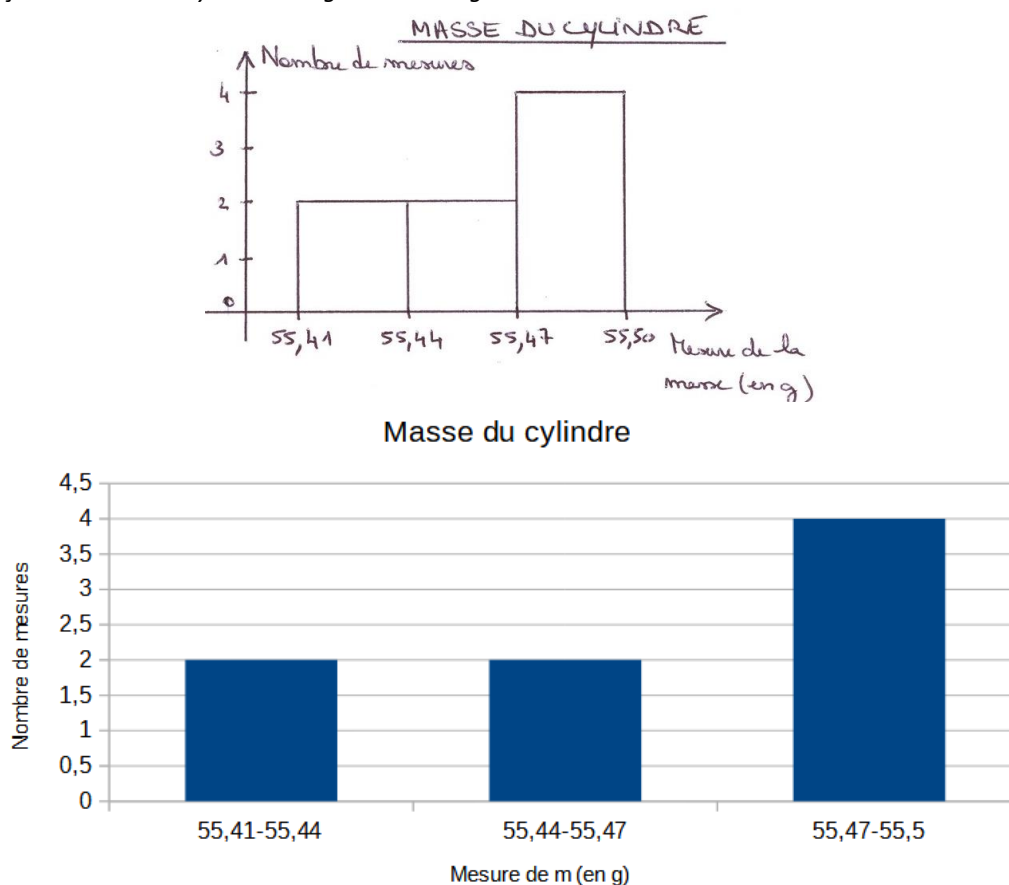 MASSE DU CYLINDRE
Nombre de mesures
4
3
2
1
0
55,41 55,44 55,47 55,50
Mesure de la
masse (en g)
Masse du cylindre
4,5
4
3,5
3
2,5
2
1,5
1
0,5
0
Nombre de mesures
55,41-55,44 55,44-55,47 55,47-55,5
Mesure de m (en g)